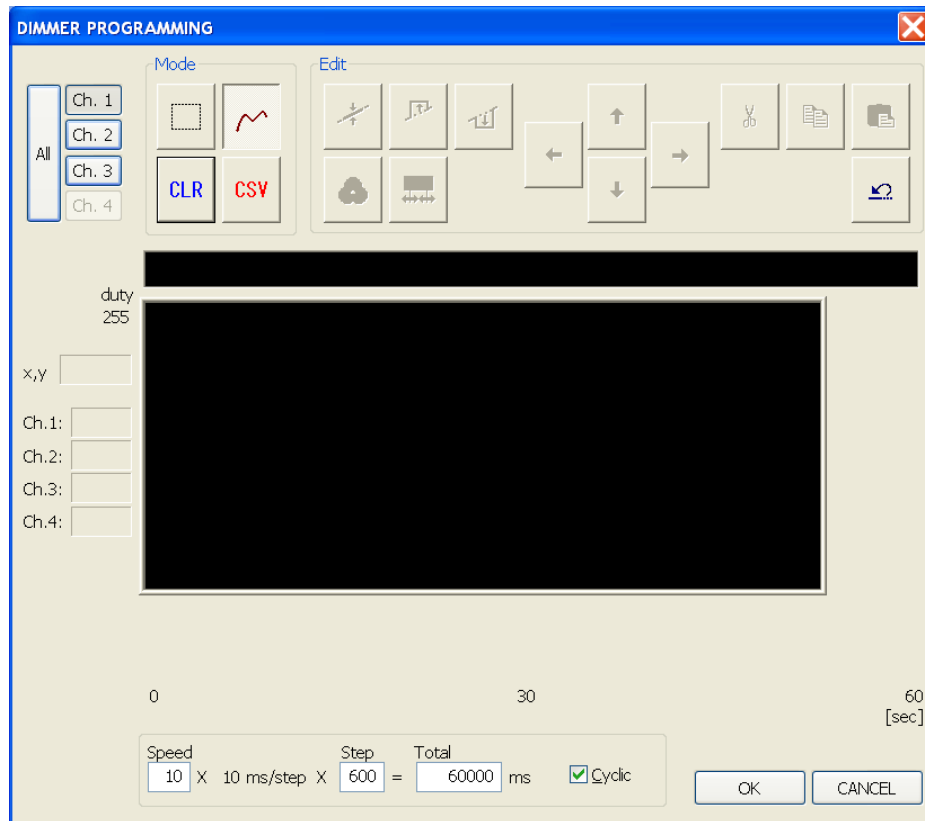 DIMMER PROGRAMMING
Mode
Edit
All
Ch. 1
Ch. 2
Ch. 3
Ch. 4
CLR
CSV
duty
255
x,y
Ch.1:
Ch.2:
Ch.3:
Ch.4:
0 30 60
[sec]
Speed Step Total
10 X 10 ms/step X 600 = 60000 ms Cyclic
OK CANCEL